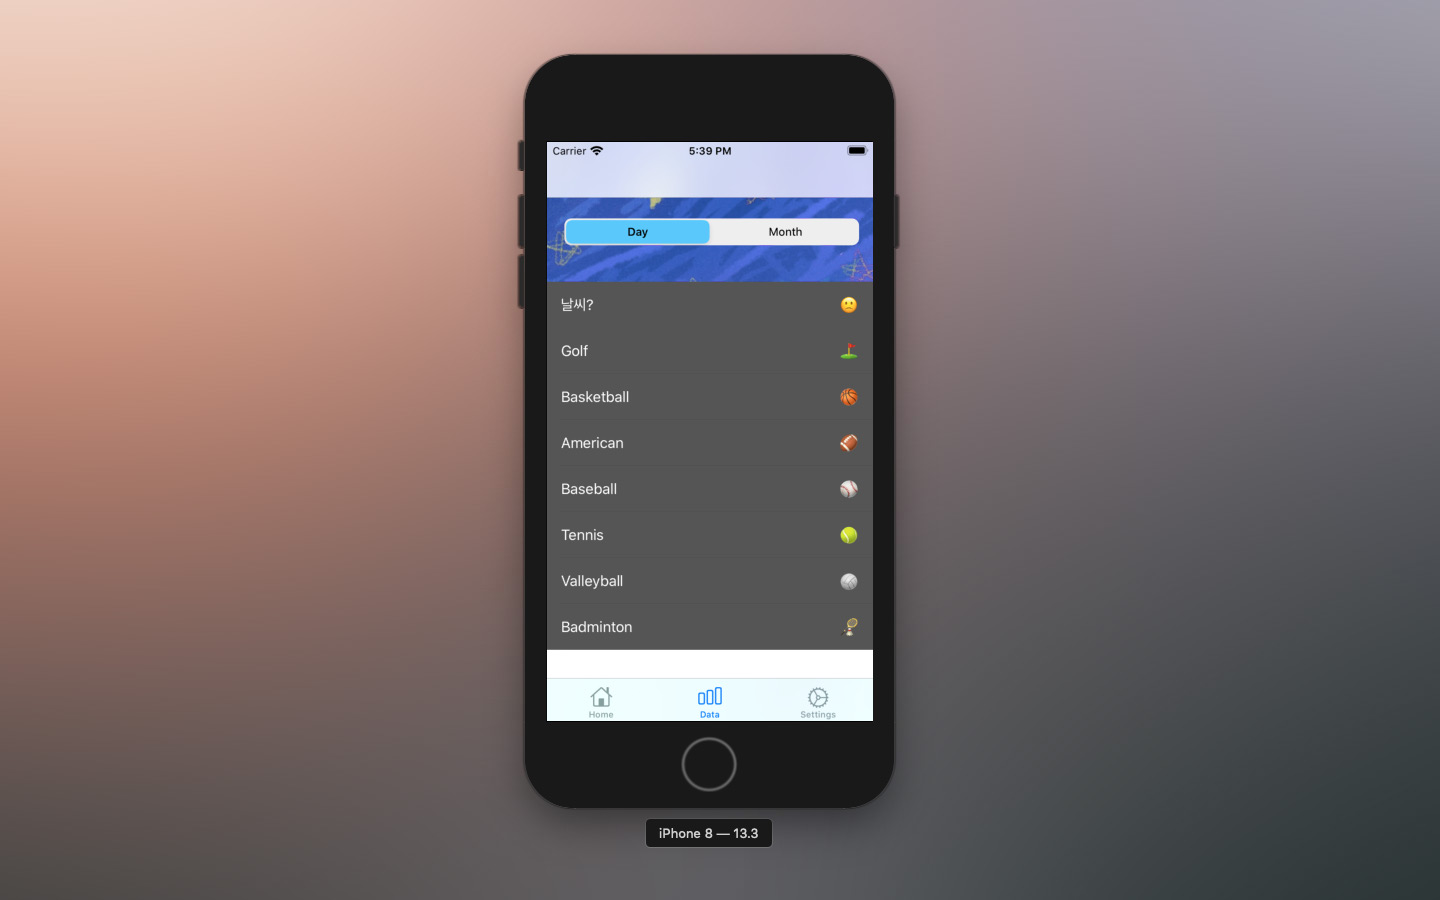 Carrier 5:39 PM
Day Month
날씨?
Golf
Basketball
American
Baseball
Tennis
Valleyball
Badminton
Home Data Settings
iPhone 8 — 13.3